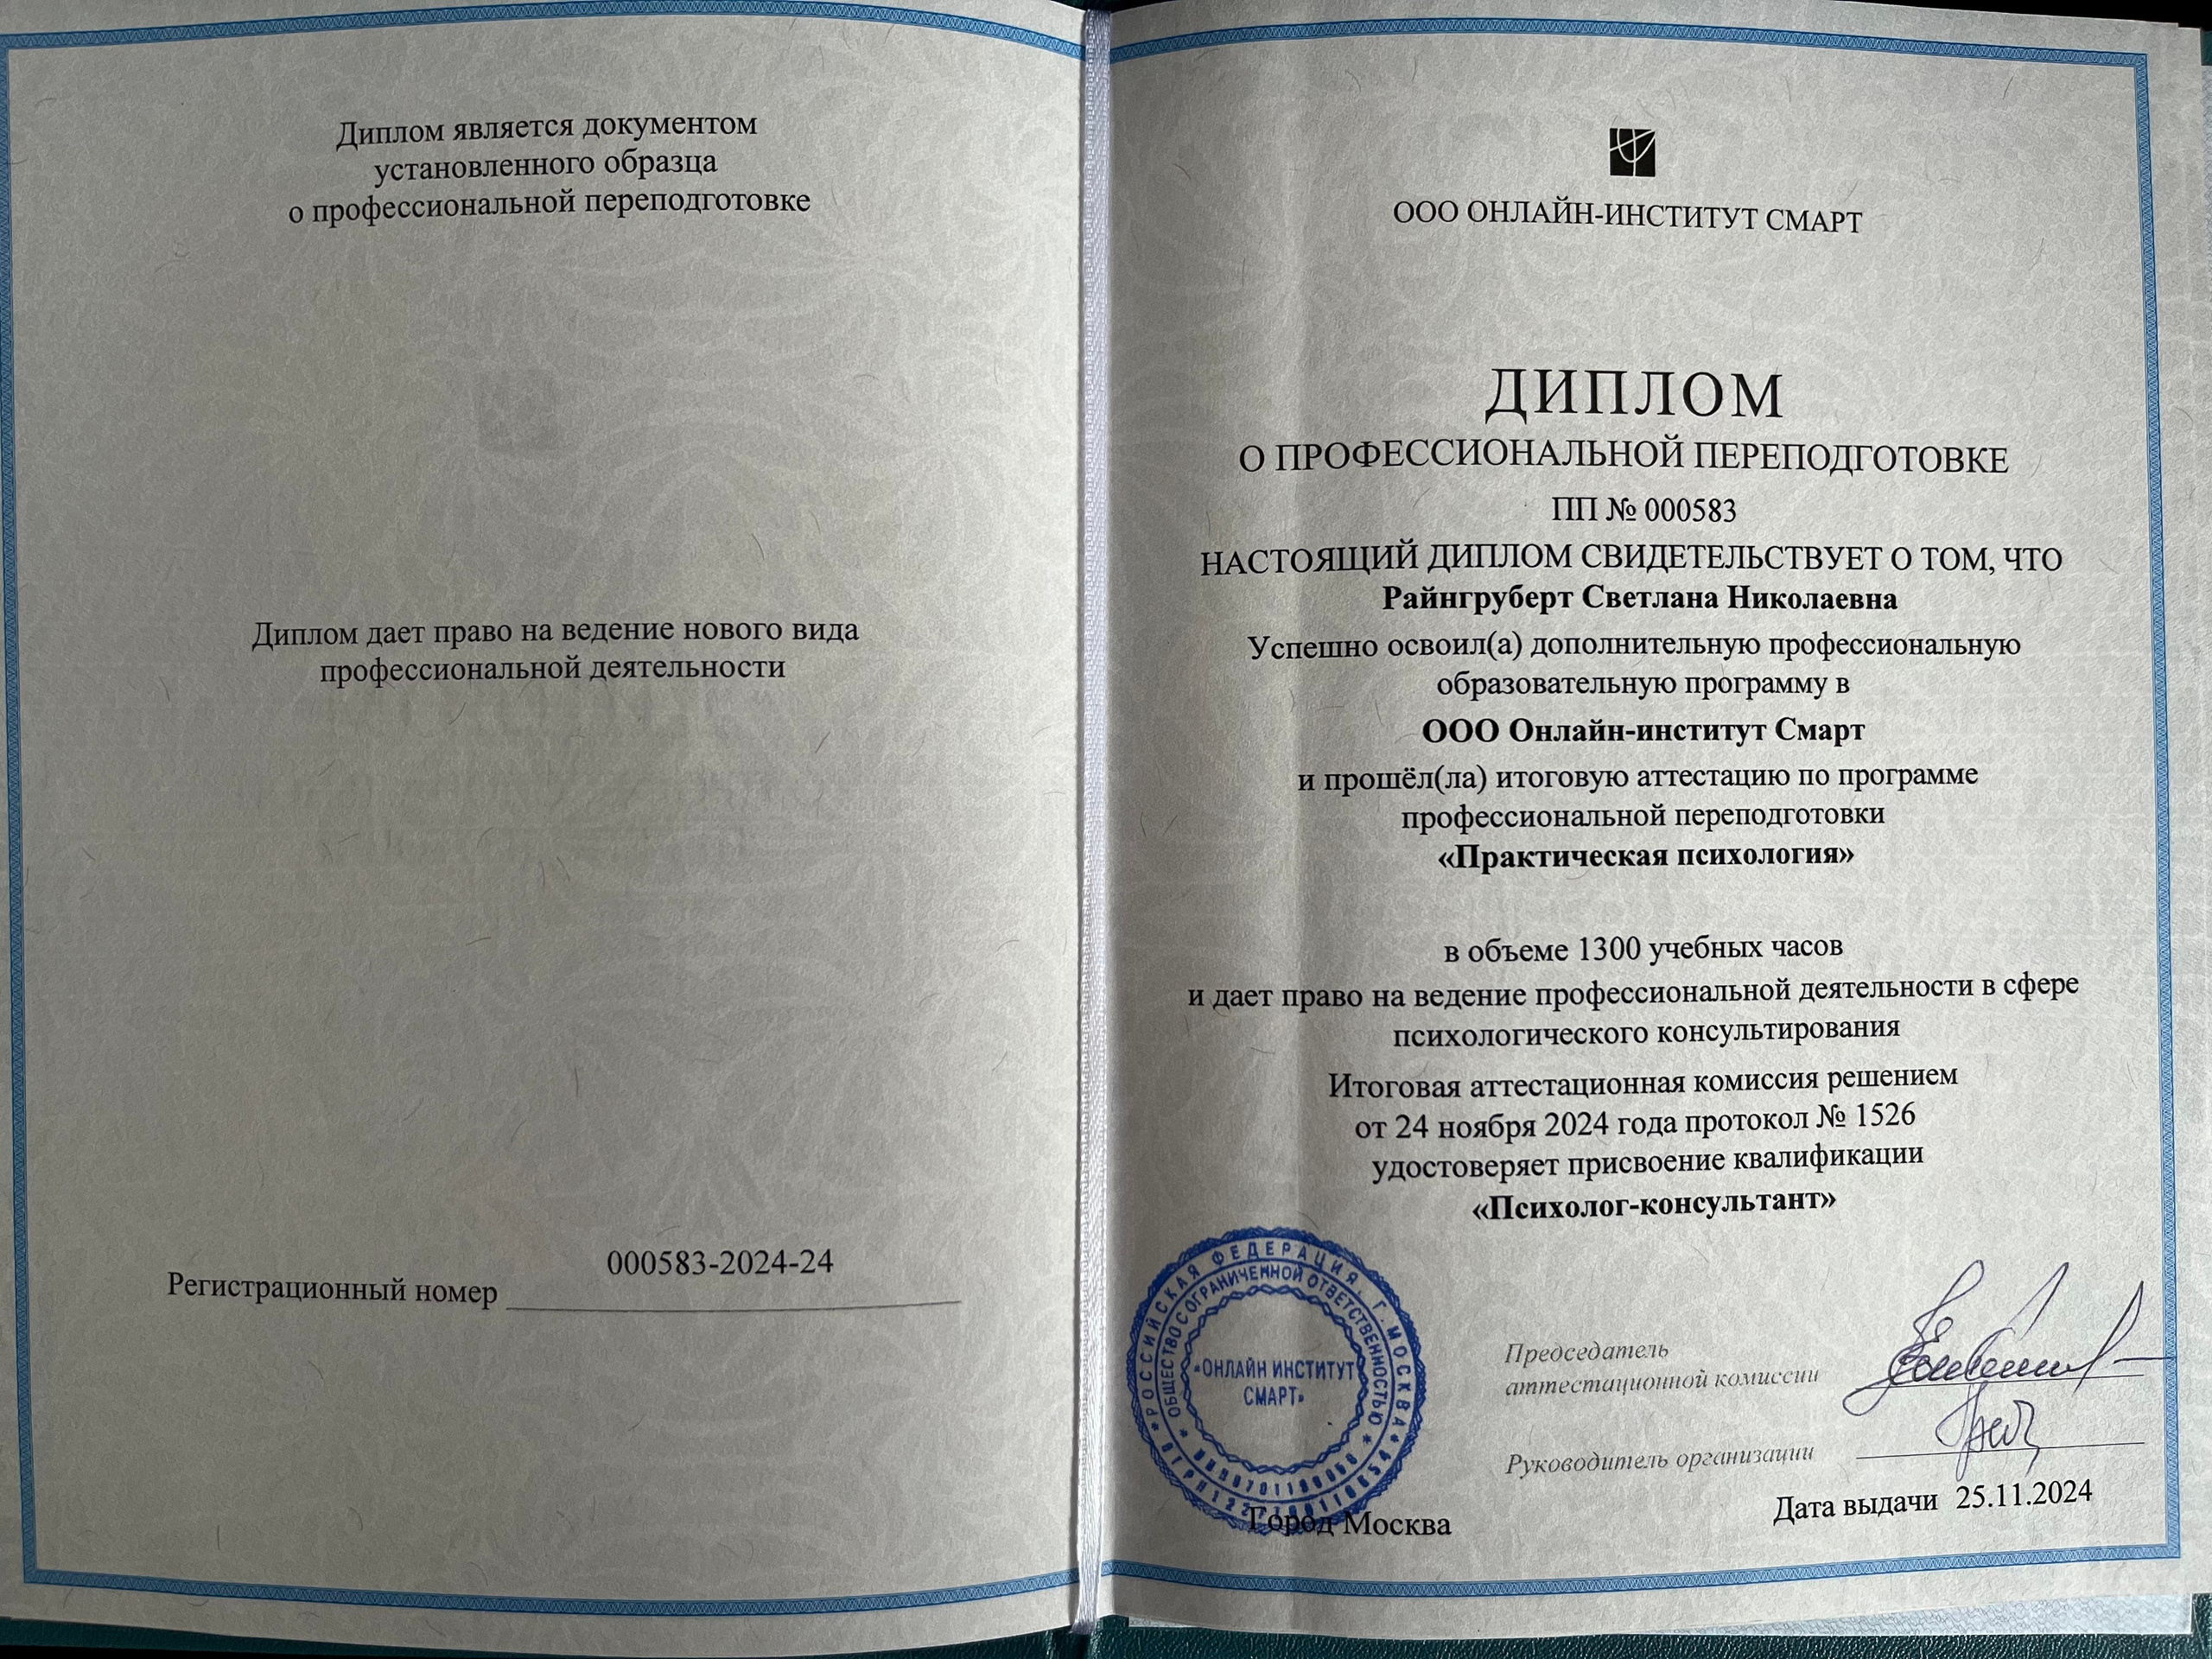 Диплом является документом
установленного образца
о профессиональной переподготовке
Диплом дает право на ведение нового вида
профессиональной деятельности
Регистрационный номер 000583-2024-24
ООО ОНЛАЙН-ИНСТИТУТ СМАРТ
ДИПЛОМ
О ПРОФЕССИОНАЛЬНОЙ ПЕРЕПОДГОТОВКЕ
ПП № 000583
НАСТОЯЩИЙ ДИПЛОМ СВИДЕТЕЛЬСТВУЕТ О ТОМ, ЧТО
Райнгруберт Светлана Николаевна
Успешно освоил(а) дополнительную профессиональную
образовательную программу в
ООО Онлайн-институт Смарт
и прошёл(ла) итоговую аттестацию по программе
профессиональной переподготовки
«Практическая психология»
в объеме 1300 учебных часов
и дает право на ведение профессиональной деятельности в сфере
психологического консультирования
Итоговая аттестационная комиссия решением
от 24 ноября 2024 года протокол № 1526
удостоверяет присвоение квалификации
«Психолог-консультант»
РОССИЙСКАЯ ФЕДЕРАЦИЯ, Г. МОСКВА
ОБЩЕСТВО С ОГРАНИЧЕННОЙ ОТВЕТСТВЕННОСТЬЮ
«ОНЛАЙН ИНСТИТУТ
СМАРТ»
Председатель
аттестационной комиссии
Руководитель организации
Город Москва
Дата выдачи 25.11.2024